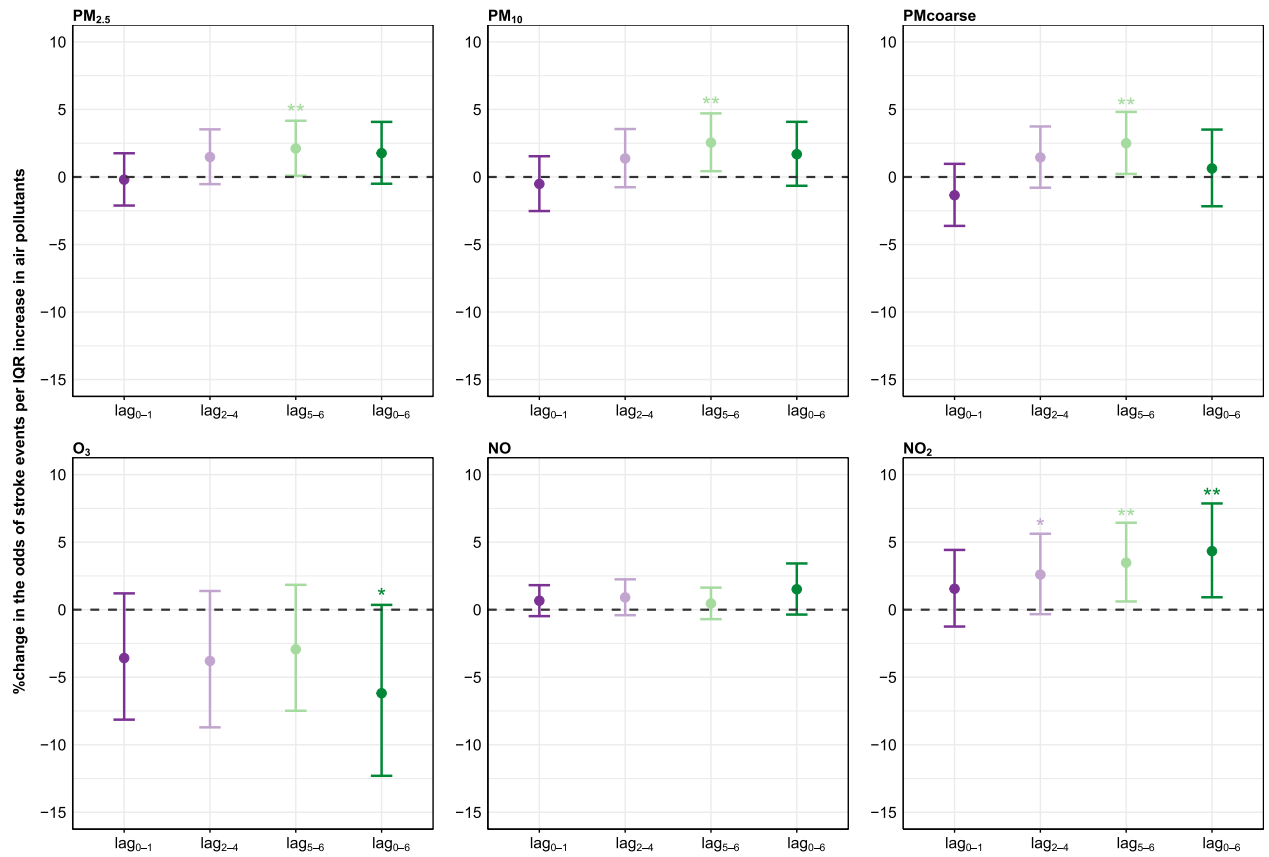 %change in the odds of stroke events per IQR increase in air pollutants
PM₂.₅
10
5
0
−5
−10
−15
**
lag₀₋₁ lag₂₋₄ lag₅₋₆ lag₀₋₆
PM₁₀
10
5
0
−5
−10
−15
**
lag₀₋₁ lag₂₋₄ lag₅₋₆ lag₀₋₆
PMcoarse
10
5
0
−5
−10
−15
**
lag₀₋₁ lag₂₋₄ lag₅₋₆ lag₀₋₆
O₃
10
5
0
−5
−10
−15
*
lag₀₋₁ lag₂₋₄ lag₅₋₆ lag₀₋₆
NO
10
5
0
−5
−10
−15
lag₀₋₁ lag₂₋₄ lag₅₋₆ lag₀₋₆
NO₂
10
5
0
−5
−10
−15
* ** **
lag₀₋₁ lag₂₋₄ lag₅₋₆ lag₀₋₆